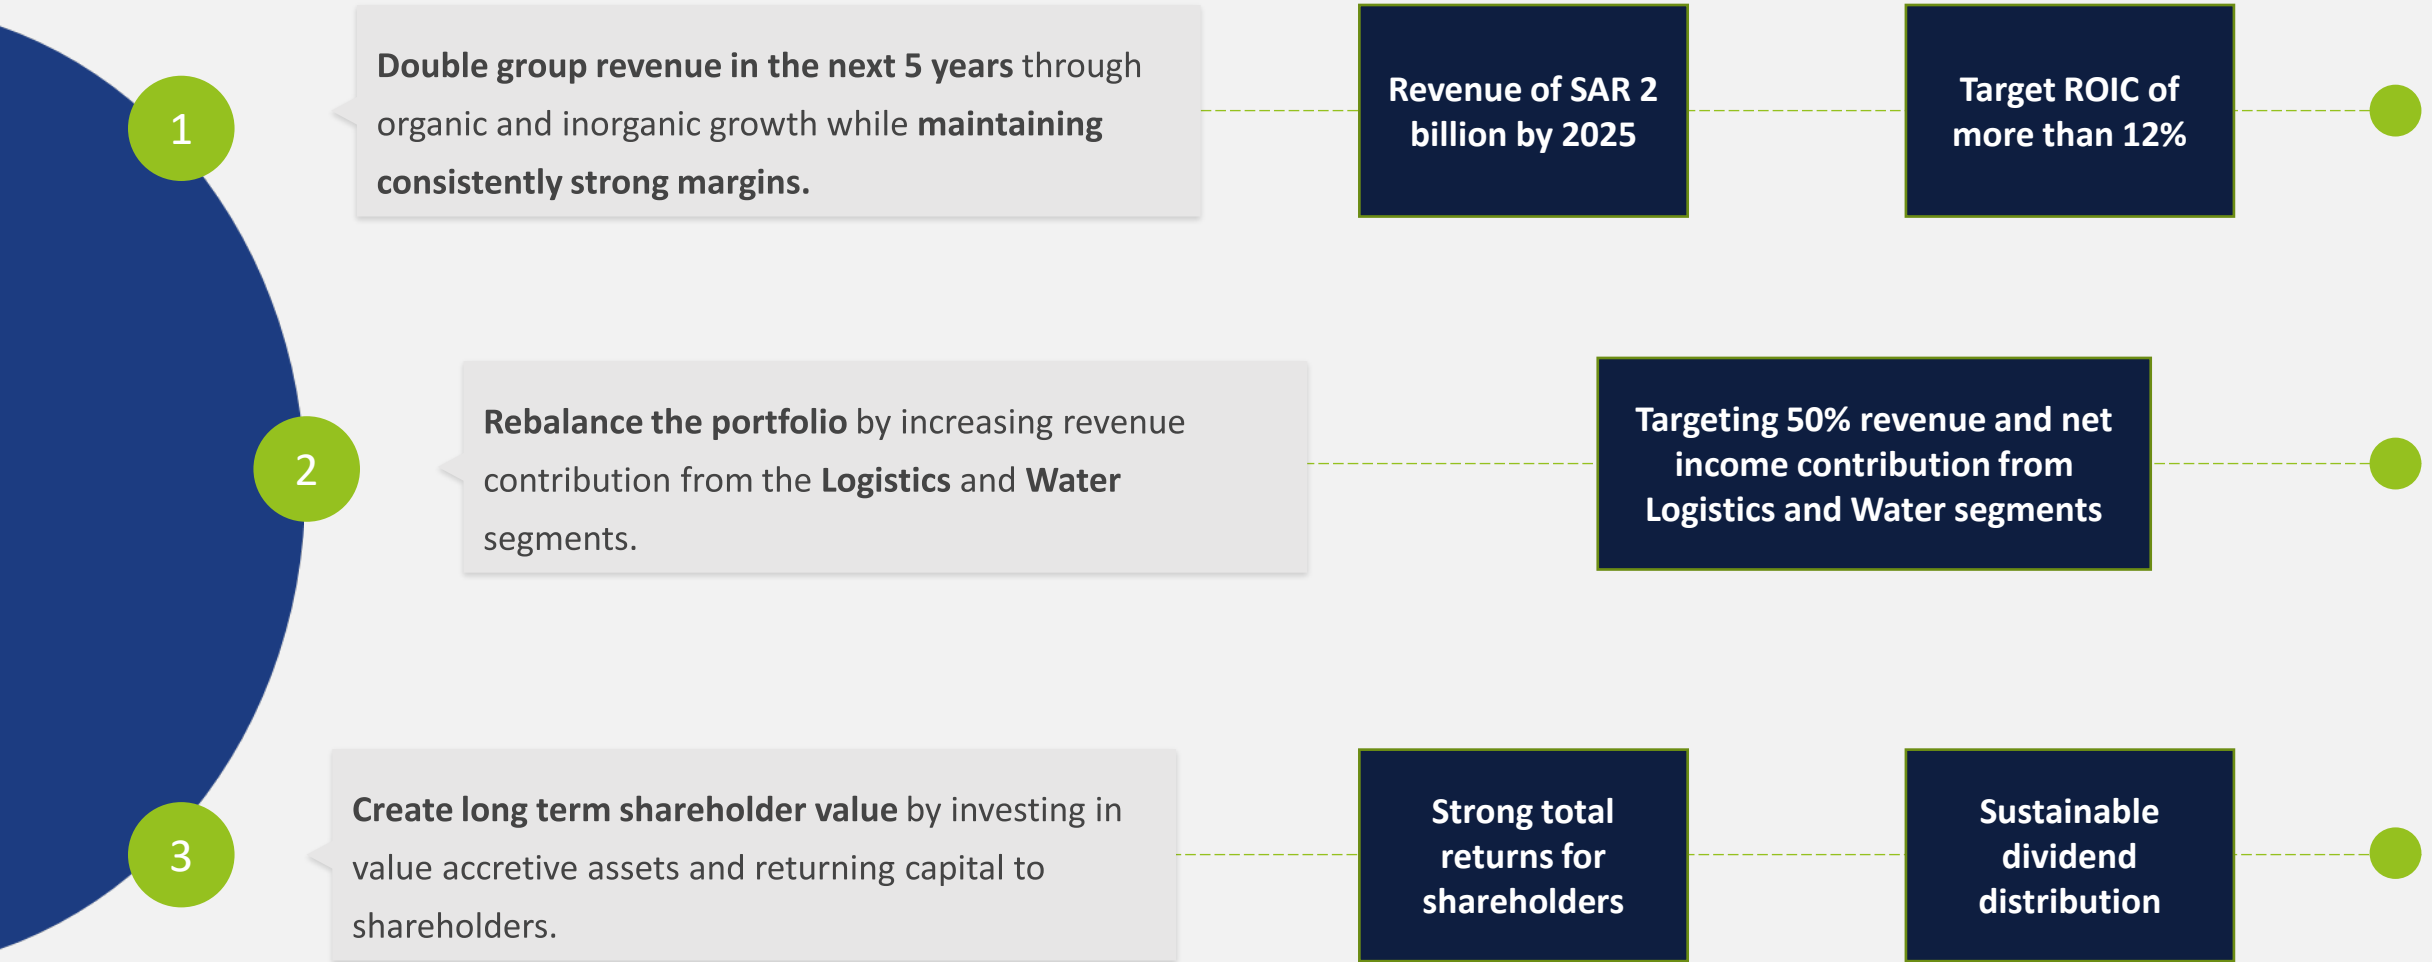 1
Double group revenue in the next 5 years through
organic and inorganic growth while maintaining
consistently strong margins.
Revenue of SAR 2
billion by 2025
Target ROIC of
more than 12%
2
Rebalance the portfolio by increasing revenue
contribution from the Logistics and Water
segments.
Targeting 50% revenue and net
income contribution from
Logistics and Water segments
3
Create long term shareholder value by investing in
value accretive assets and returning capital to
shareholders.
Strong total
returns for
shareholders
Sustainable
dividend
distribution